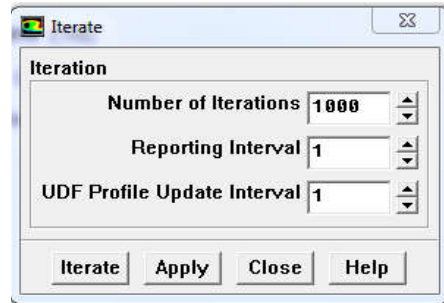 Iterate
Iteration
Number of Iterations 1000
Reporting Interval 1
UDF Profile Update Interval 1
Iterate Apply Close Help